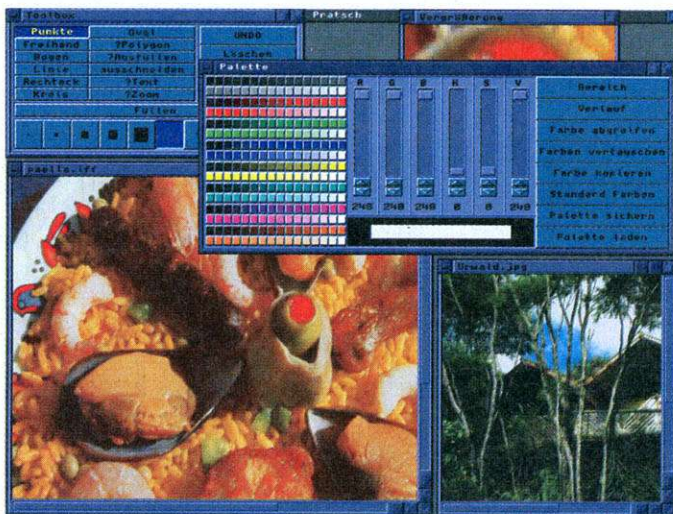 Toolbox
Pratsch
Vergrößerung
Punkte
Oval
UNDO
Freihand
?Polygon
Löschen
Bogen
?Ausfüllen
Linie
ausschneiden
Rechteck
?Text
Kreis
?Zoom
Füllen
Palette
R G B H S V
Bereich
Verlauf
Farbe abgreifen
Farben vertauschen
Farbe kopieren
Standard Farben
Palette sichern
Palette laden
240 240 240 0 0 240
paella.iff
Urwald.jpg